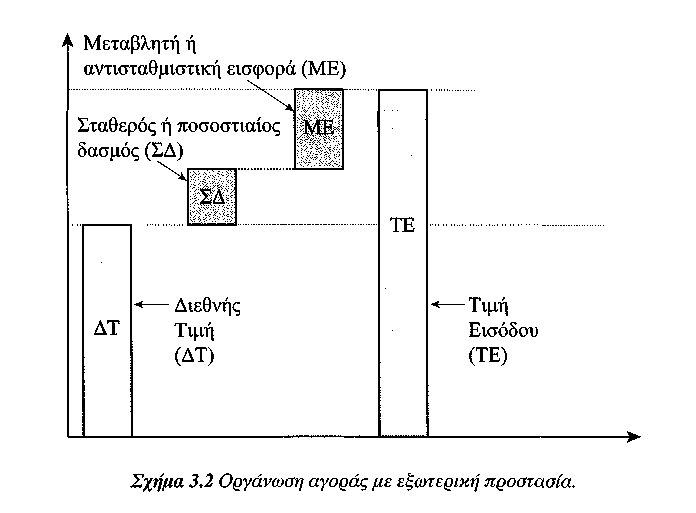 Μεταβλητή ή
αντισταθμιστική εισφορά (ΜΕ)
Σταθερός ή ποσοστιαίος
δασμός (ΣΔ)
ΜΕ
ΣΔ
ΤΕ
ΔΤ
Διεθνής
Τιμή
(ΔΤ)
Τιμή
Εισόδου
(ΤΕ)
Σχήμα 3.2 Οργάνωση αγοράς με εξωτερική προστασία.